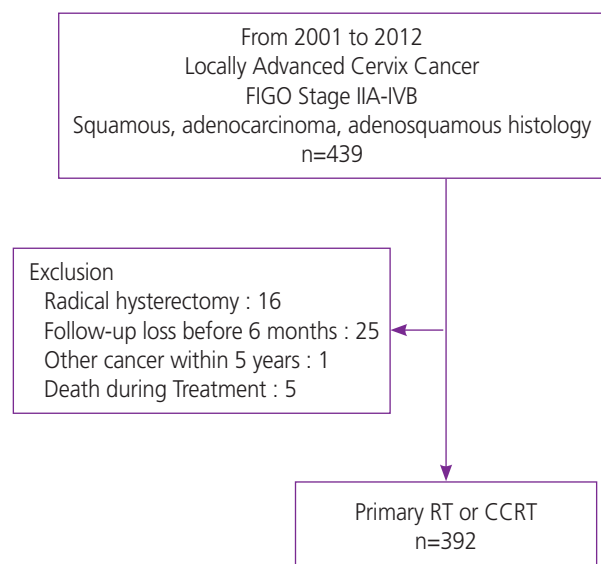 From 2001 to 2012
Locally Advanced Cervix Cancer
FIGO Stage IIA-IVB
Squamous, adenocarcinoma, adenosquamous histology
n=439
Exclusion
Radical hysterectomy : 16
Follow-up loss before 6 months : 25
Other cancer within 5 years : 1
Death during Treatment : 5
Primary RT or CCRT
n=392